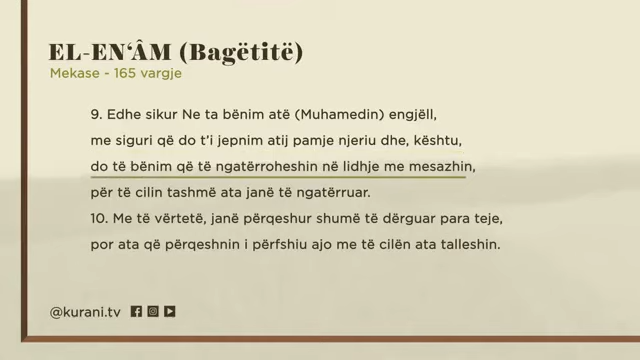 EL-EN‘ÂM (Bagëtitë)
Mekase - 165 vargje
9. Edhe sikur Ne ta bënim atë (Muhamedin) engjëll,
me siguri që do t’i jepnim atij pamje njeriu dhe, kështu,
do të bënim që të ngatërroheshin në lidhje me mesazhin,
për të cilin tashmë ata janë të ngatërruar.
10. Me të vërtetë, janë përqeshur shumë të dërguar para teje,
por ata që përqeshnin i përfshiu ajo me të cilën ata talleshin.
@kurani.tv